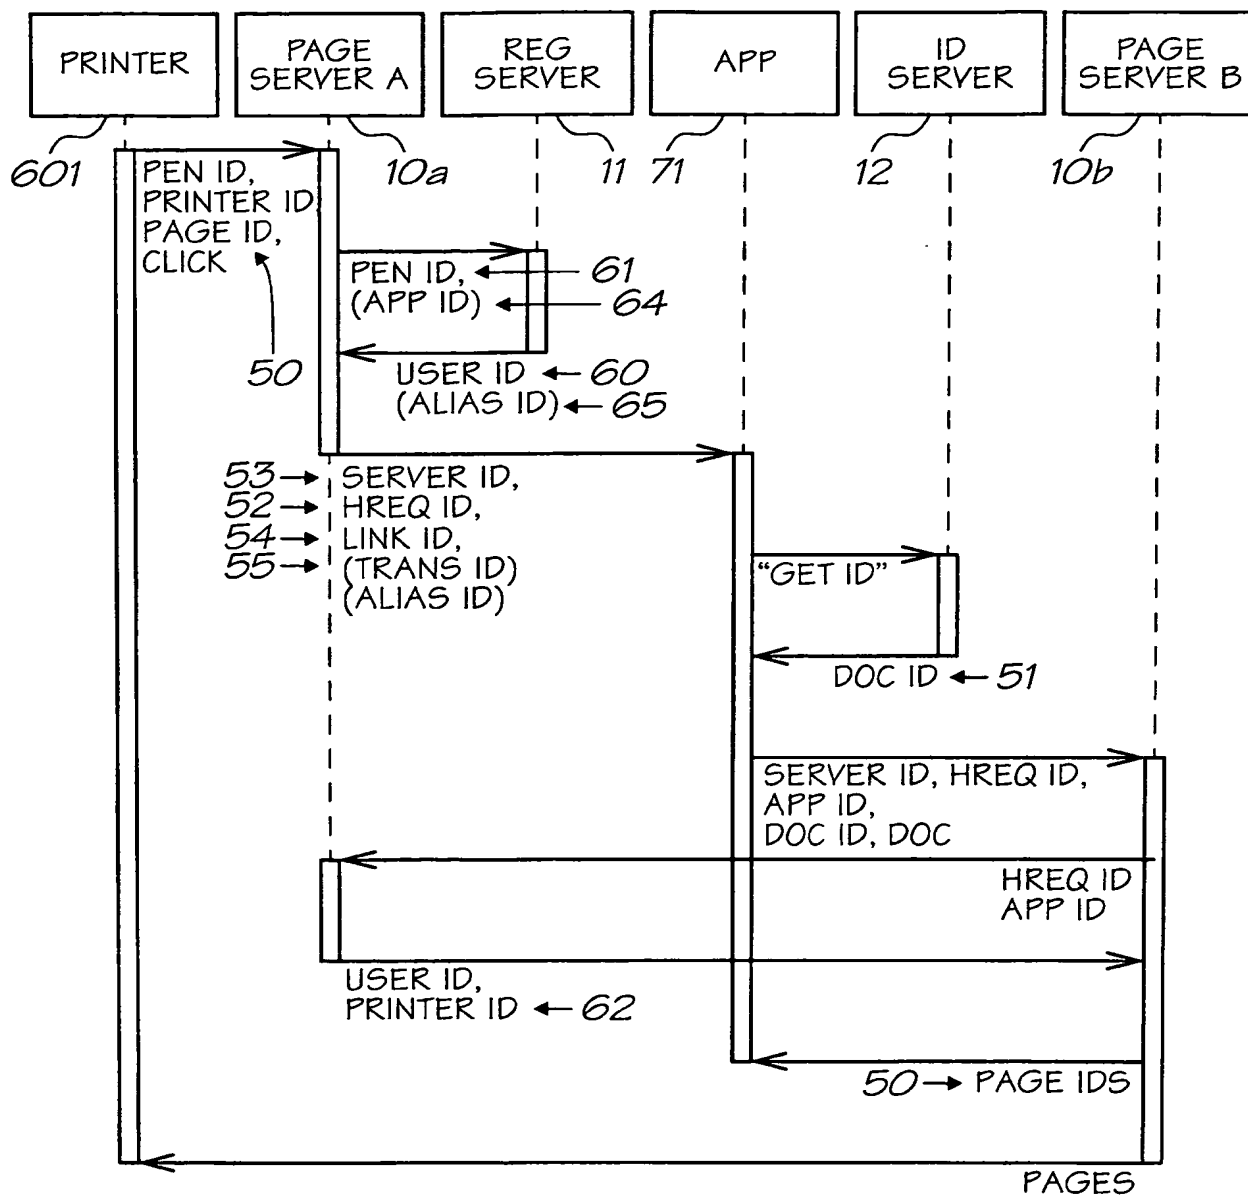 PRINTER
PAGE
SERVER A
REG
SERVER
APP
ID
SERVER
PAGE
SERVER B
601
10a
11
71
12
10b
PEN ID,
PRINTER ID
PAGE ID,
CLICK
50
PEN ID,
61
(APP ID)
64
USER ID
60
(ALIAS ID)
65
53
SERVER ID,
52
HREQ ID,
54
LINK ID,
55
(TRANS ID)
(ALIAS ID)
"GET ID"
DOC ID
51
SERVER ID, HREQ ID,
APP ID,
DOC ID, DOC
HREQ ID
APP ID
USER ID,
PRINTER ID
62
50
PAGE IDS
PAGES